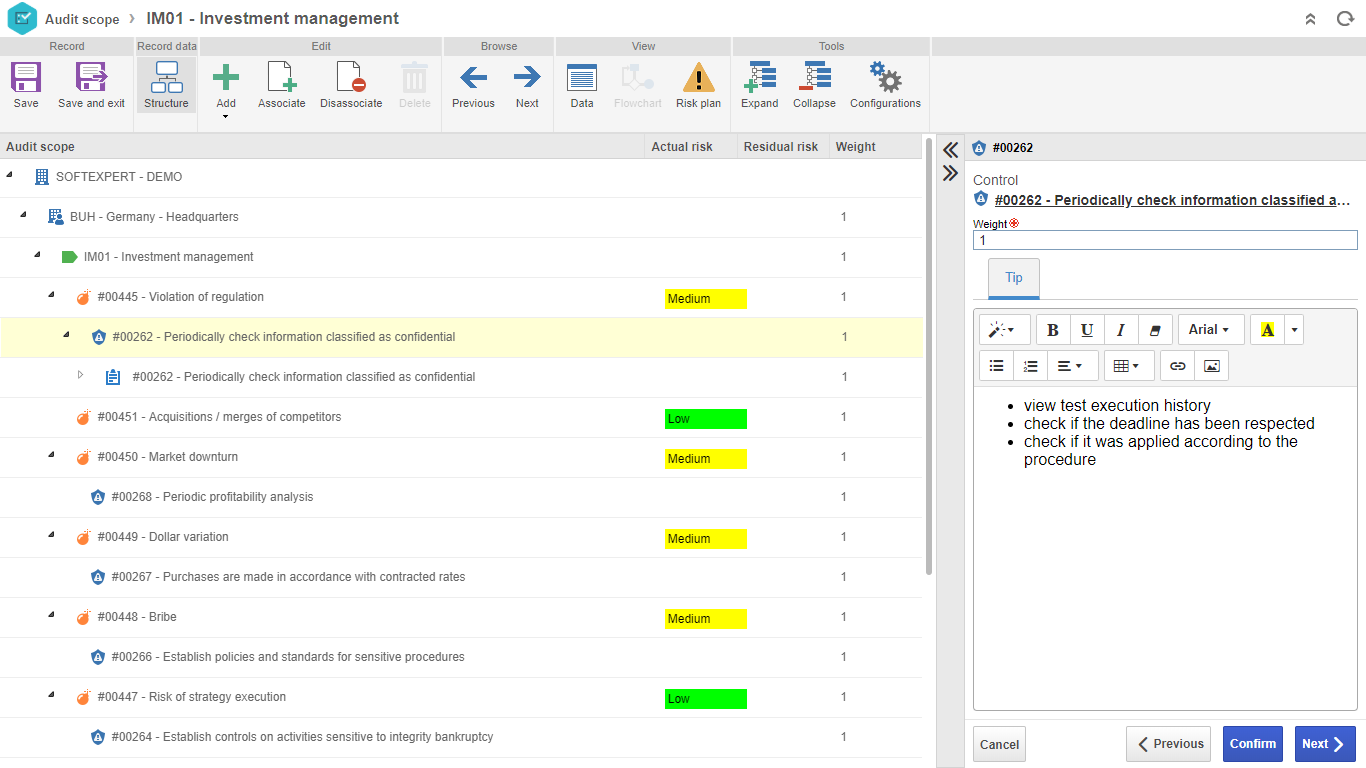 Audit scope › IM01 - Investment management
Record Record data Edit Browse View Tools
Save Save and exit Structure Add Associate Disassociate Delete Previous Next Data Flowchart Risk plan Expand Collapse Configurations
Audit scope Actual risk Residual risk Weight
SOFTEXPERT - DEMO
BUH - Germany - Headquarters 1
IM01 - Investment management 1
#00445 - Violation of regulation Medium 1
#00262 - Periodically check information classified as confidential 1
#00262 - Periodically check information classified as confidential 1
#00451 - Acquisitions / merges of competitors Low 1
#00450 - Market downturn Medium 1
#00268 - Periodic profitability analysis 1
#00449 - Dollar variation Medium 1
#00267 - Purchases are made in accordance with contracted rates 1
#00448 - Bribe Medium 1
#00266 - Establish policies and standards for sensitive procedures 1
#00447 - Risk of strategy execution Low 1
#00264 - Establish controls on activities sensitive to integrity bankruptcy 1
#00262
Control
#00262 - Periodically check information classified a...
Weight
1
Tip
B U I Arial A
• view test execution history
• check if the deadline has been respected
• check if it was applied according to the
procedure
Cancel Previous Confirm Next